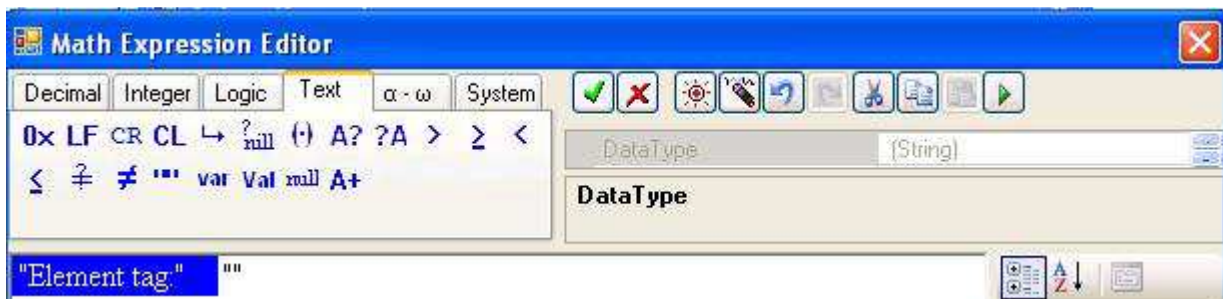 Math Expression Editor
Decimal Integer Logic Text α - ω System
0x LF CR CL ↵ ?null (·) A? ?A > ≥ <
≤ ≟ ≠ "" var Val null A+
DataType (String)
DataType
"Element tag:" ""